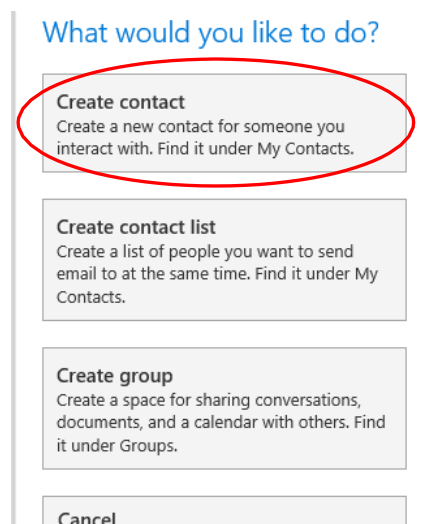 What would you like to do?
Create contact
Create a new contact for someone you
interact with. Find it under My Contacts.
Create contact list
Create a list of people you want to send
email to at the same time. Find it under My
Contacts.
Create group
Create a space for sharing conversations,
documents, and a calendar with others. Find
it under Groups.
Cancel